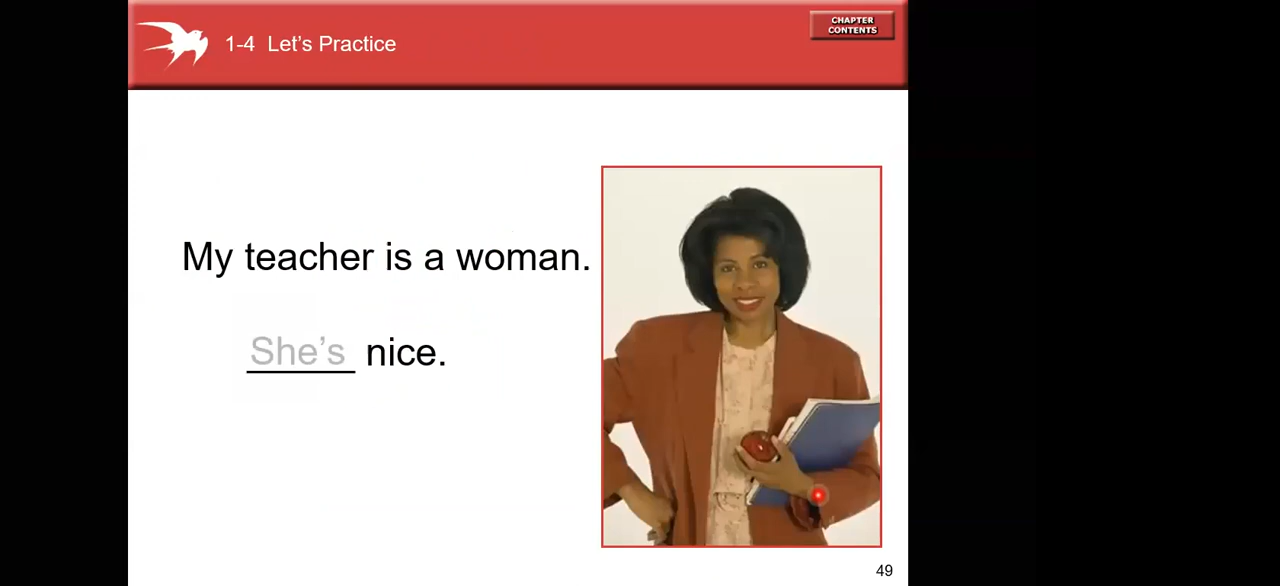 1-4 Let’s Practice
CHAPTER
CONTENTS
My teacher is a woman.
She’s nice.
49